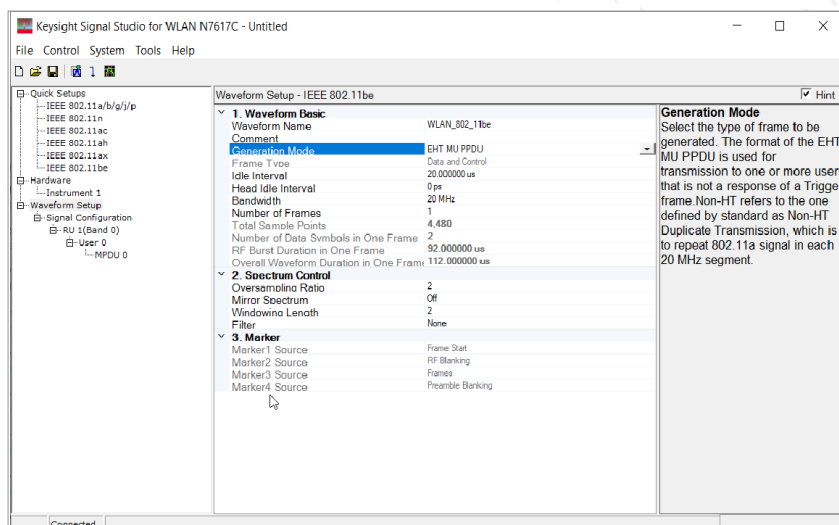 Keysight Signal Studio for WLAN N7617C - Untitled
File Control System Tools Help
Quick Setups
IEEE 802.11a/b/g/j/p
IEEE 802.11n
IEEE 802.11ac
IEEE 802.11ah
IEEE 802.11ax
IEEE 802.11be
Hardware
Instrument 1
Waveform Setup
Signal Configuration
RU 1(Band 0)
User 0
MPDU 0
Waveform Setup - IEEE 802.11be
Hint
1. Waveform Basic
Waveform Name WLAN_802_11be
Comment
Generation Mode EHT MU PPDU
Frame Type Data and Control
Idle Interval 20.000000 us
Head Idle Interval 0 ps
Bandwidth 20 MHz
Number of Frames 1
Total Sample Points 4,480
Number of Data Symbols in One Frame 2
RF Burst Duration in One Frame 92.000000 us
Overall Waveform Duration in One Frame 112.000000 us
2. Spectrum Control
Oversampling Ratio 2
Mirror Spectrum Off
Windowing Length 2
Filter None
3. Marker
Marker1 Source Frame Start
Marker2 Source RF Blanking
Marker3 Source Frames
Marker4 Source Preamble Blanking
Generation Mode
Select the type of frame to be
generated. The format of the EHT
MU PPDU is used for
transmission to one or more user
that is not a response of a Trigge
frame.Non-HT refers to the one
defined by standard as Non-HT
Duplicate Transmission, which is
to repeat 802.11a signal in each
20 MHz segment.
Connected